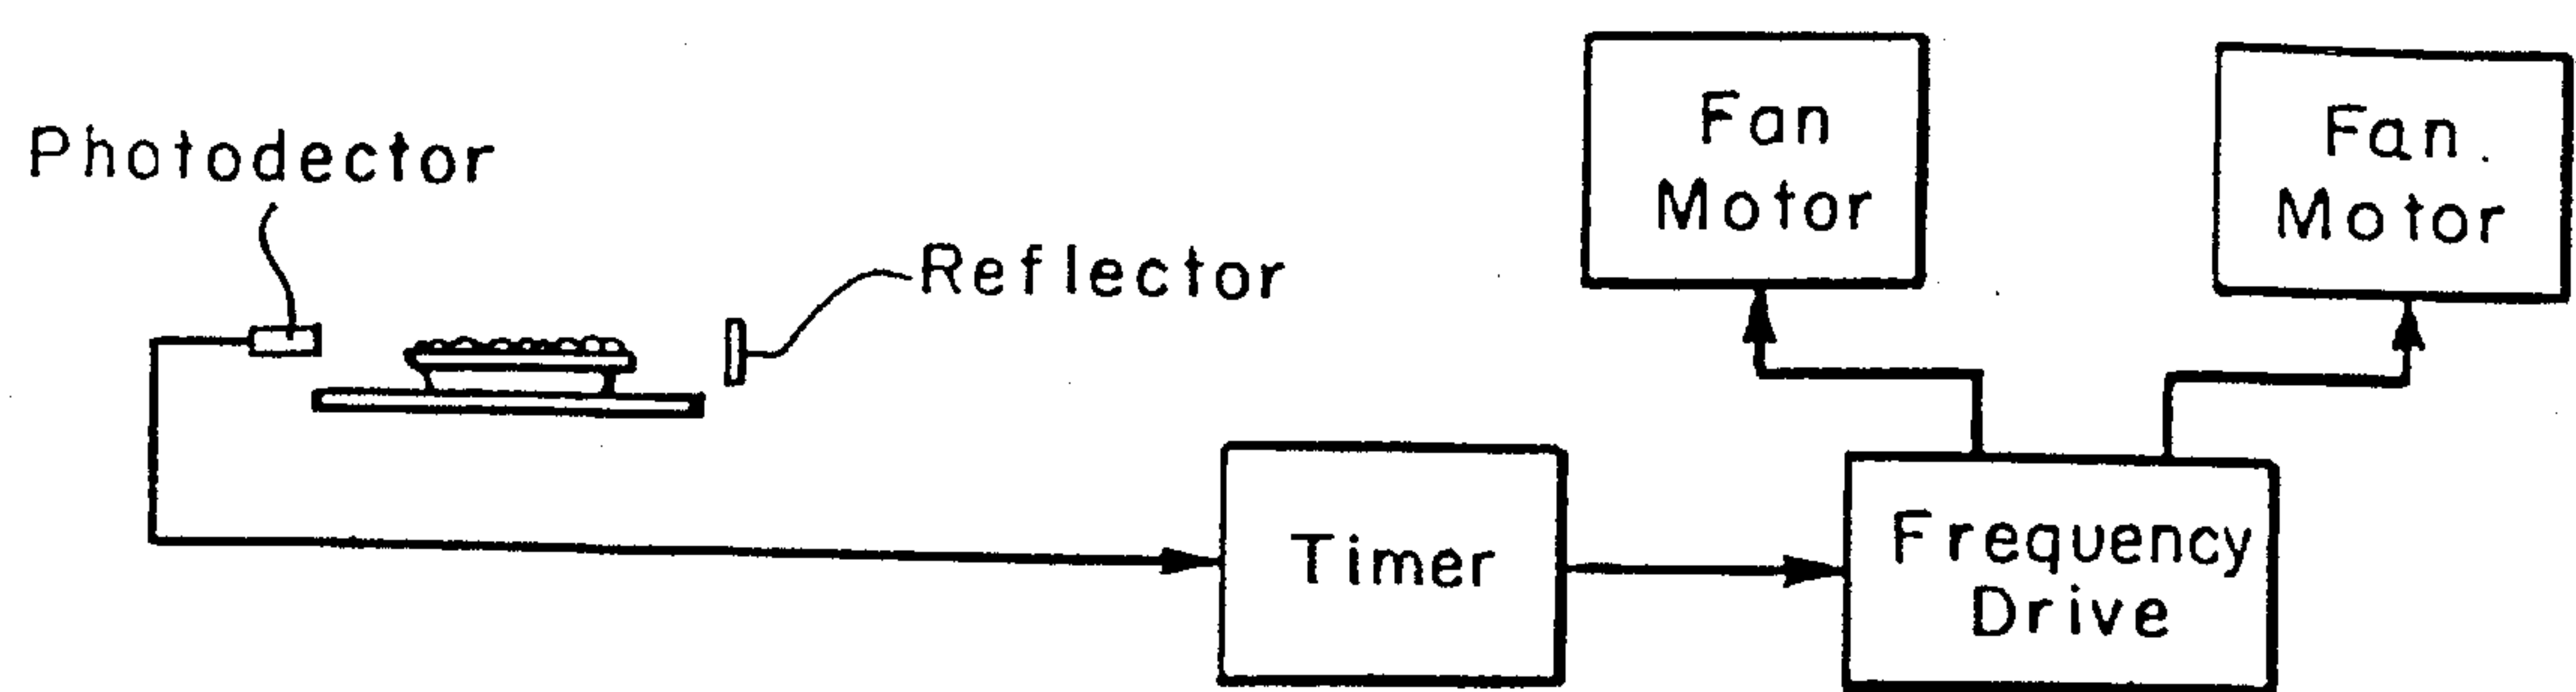 Photodector
Reflector
Fan
Motor
Fan
Motor
Timer
Frequency
Drive